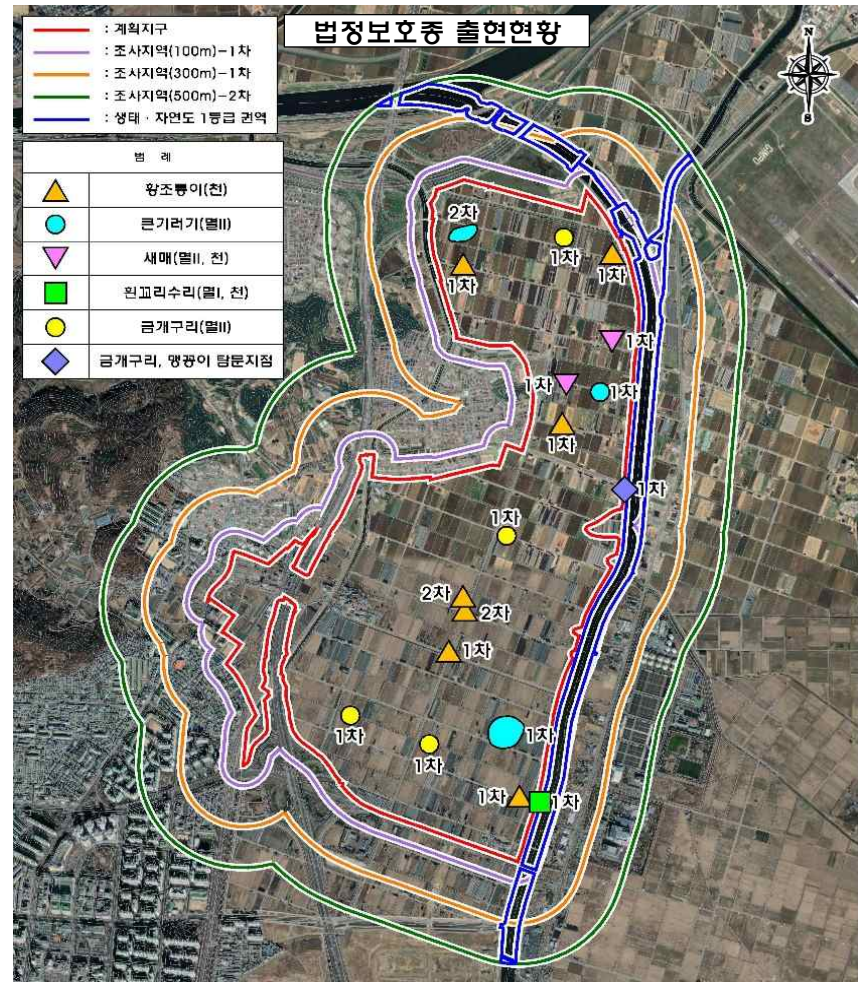 법정보호종 출현현황
: 계획지구
: 조사지역(100m)-1차
: 조사지역(300m)-1차
: 조사지역(500m)-2차
: 생태·자연도 1등급 권역
범 례
황조롱이(천)
큰기러기(멸II)
새매(멸II, 천)
흰꼬리수리(멸I, 천)
금개구리(멸II)
금개구리, 맹꽁이 탐문지점
N
S
2차
1차
1차
1차
1차
1차
1차
1차
1차
1차
2차
2차
1차
1차
1차
1차
1차
1차